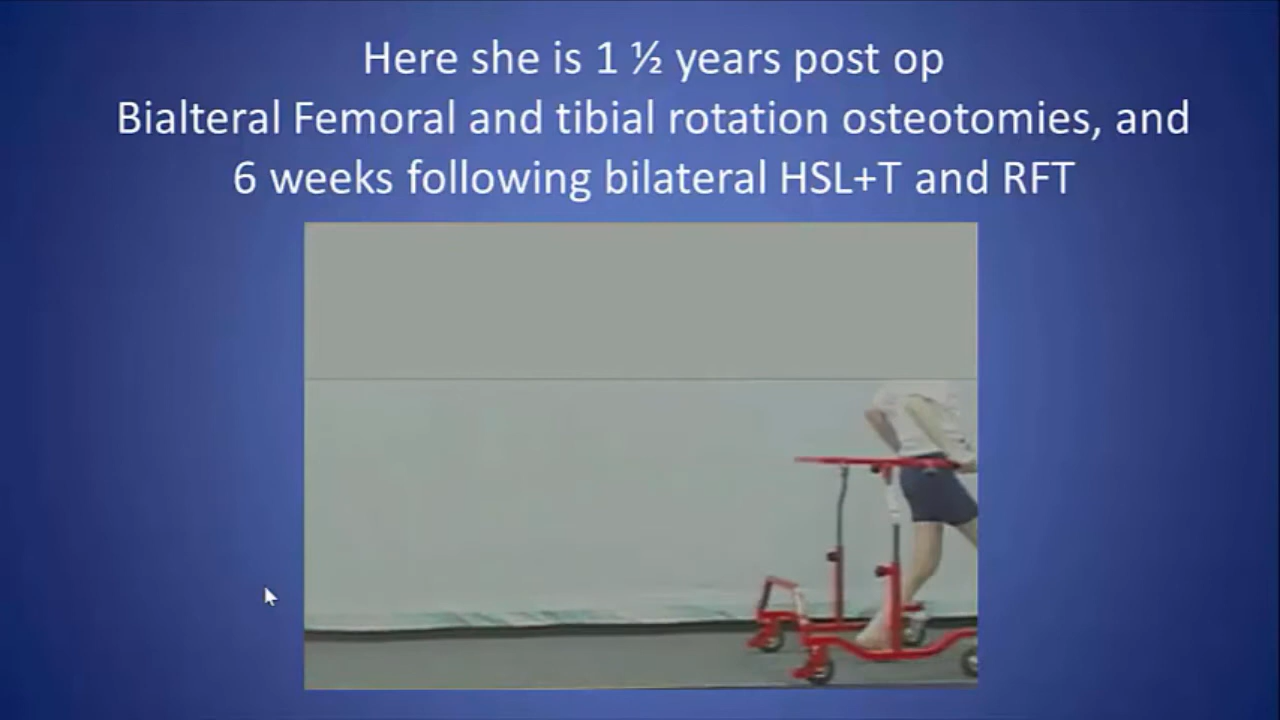 Here she is 1 ½ years post op
Bialteral Femoral and tibial rotation osteotomies, and
6 weeks following bilateral HSL+T and RFT